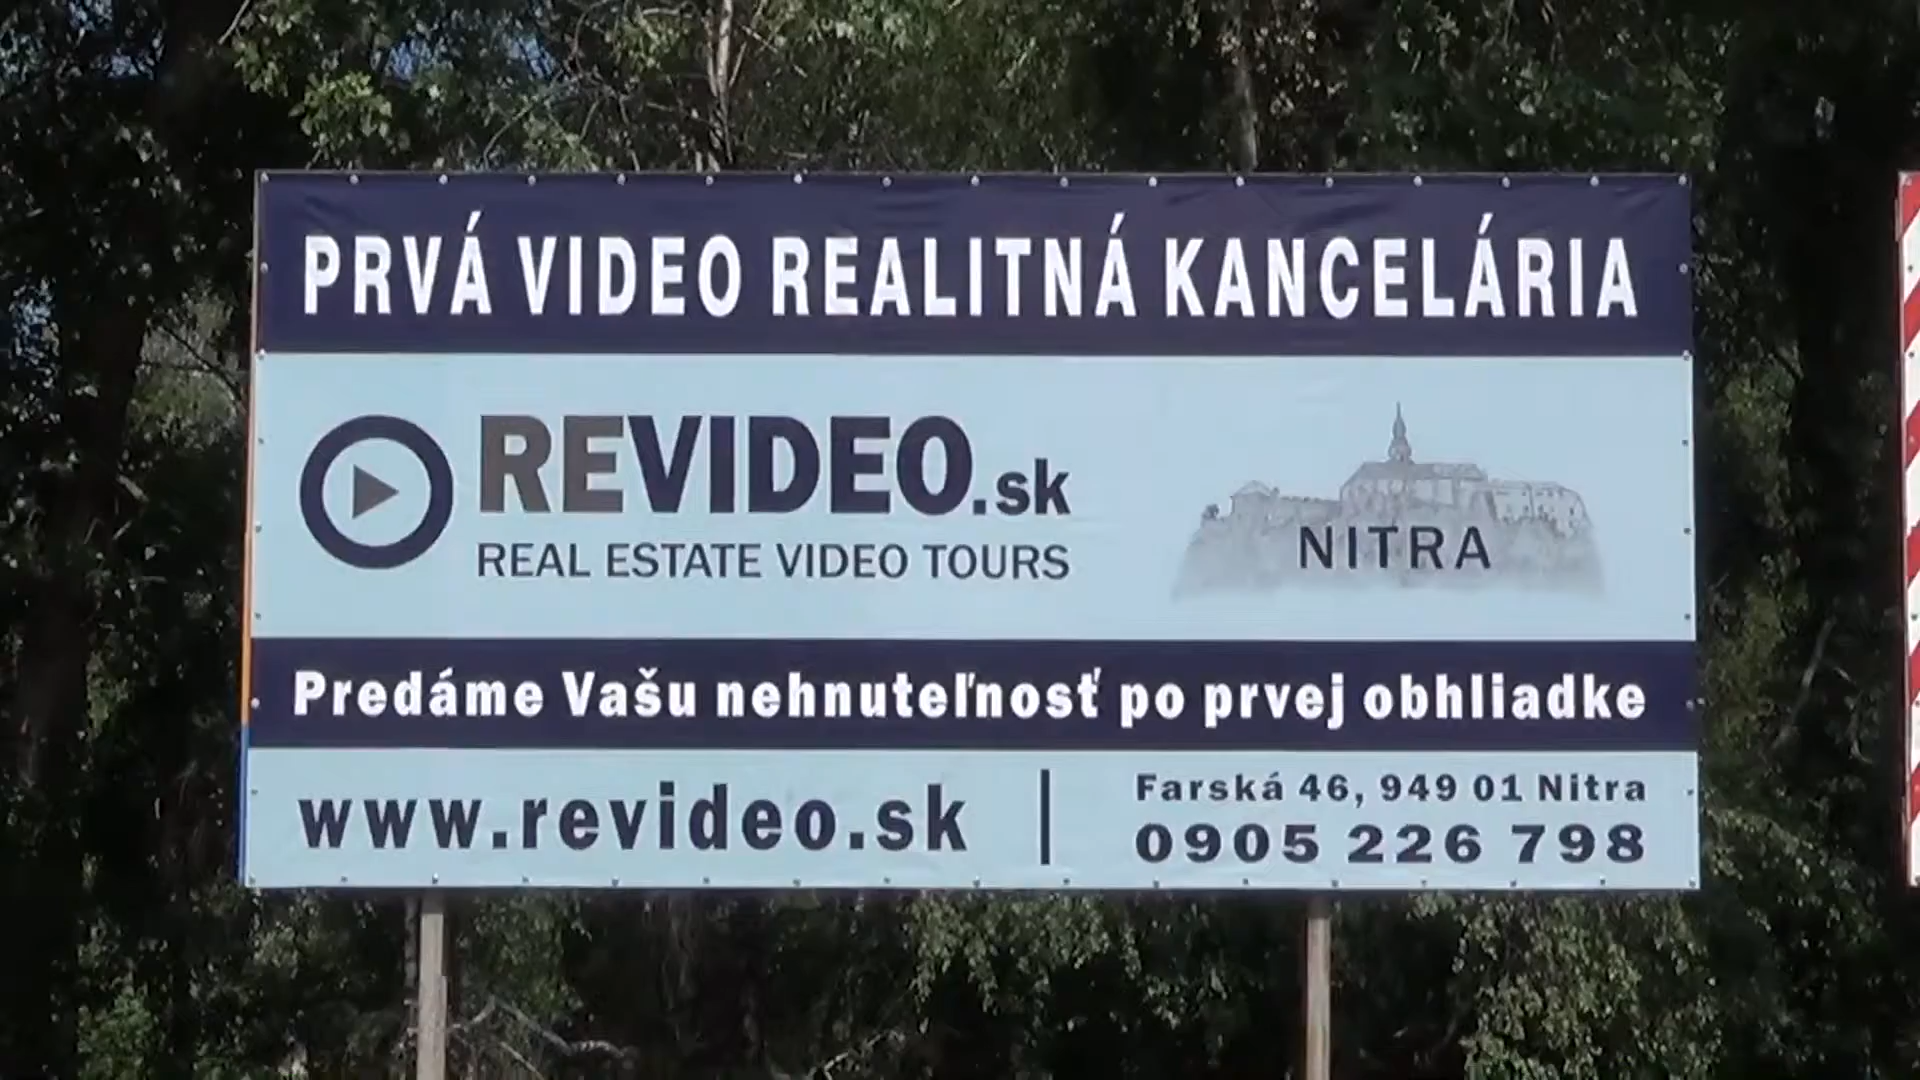 PRVÁ VIDEO REALITNÁ KANCELÁRIA
REVIDEO.sk
REAL ESTATE VIDEO TOURS
NITRA
Predáme Vašu nehnuteľnosť po prvej obhliadke
www.revideo.sk
Farská 46, 949 01 Nitra
0905 226 798